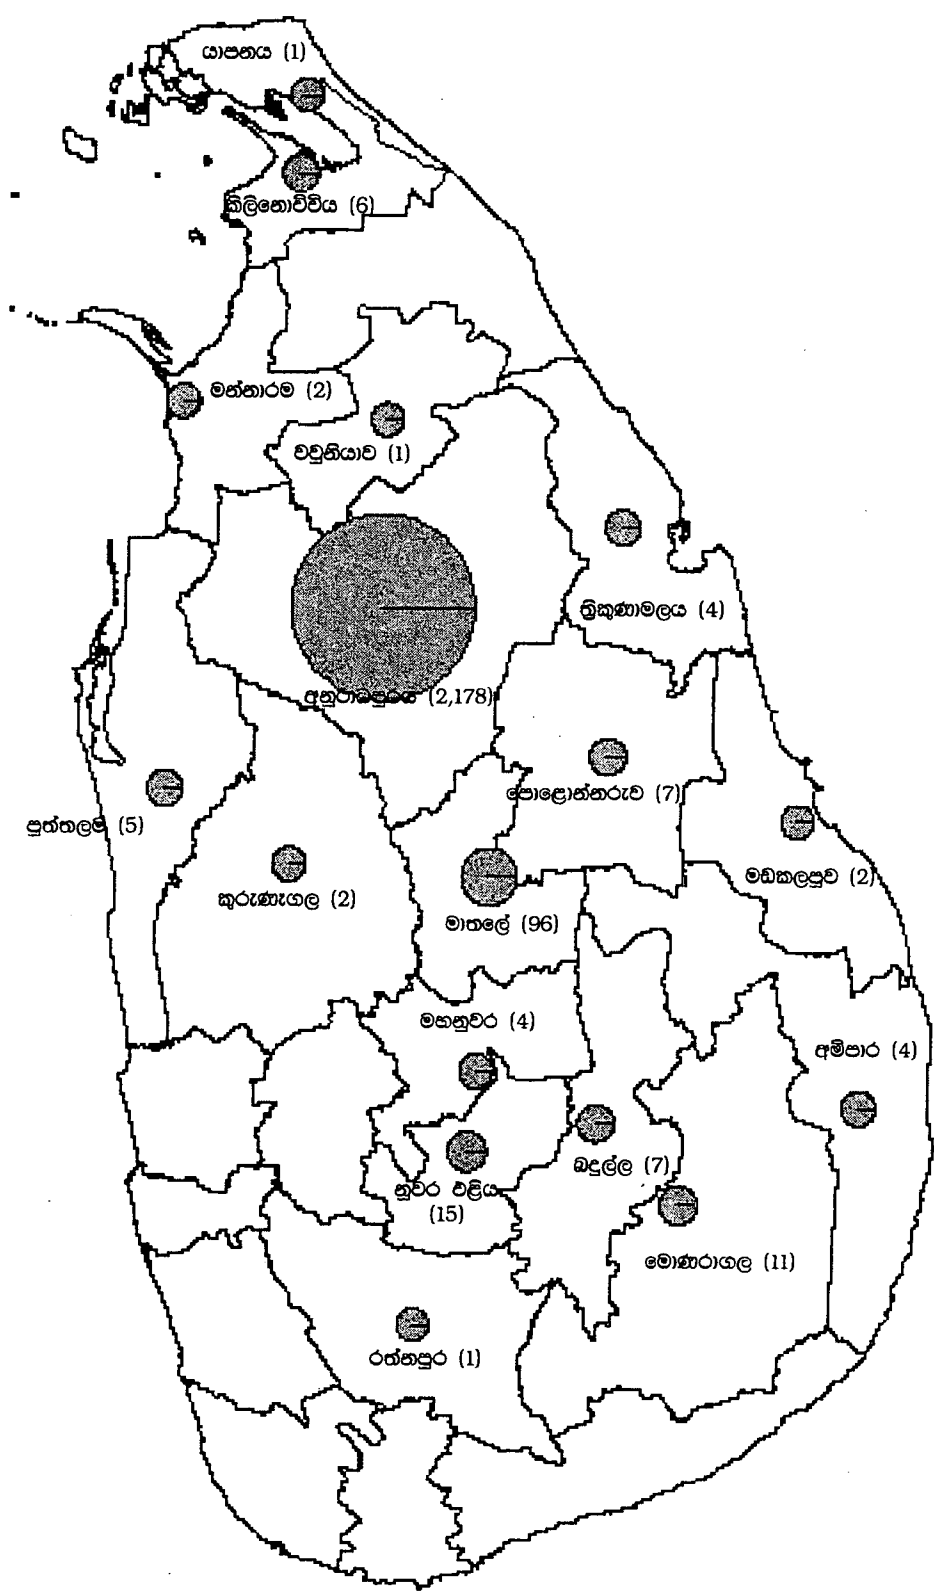 යාපනය (1)
කිලිනොච්චිය (6)
මන්නාරම (2)
වවුනියාව (1)
ත්‍රිකුණාමලය (4)
අනුරාධපුරය (2,178)
පොළොන්නරුව (7)
පුත්තලම (5)
කුරුණෑගල (2)
මඩකලපුව (2)
මාතලේ (96)
මහනුවර (4)
අම්පාර (4)
බදුල්ල (7)
නුවර එළිය
(15)
මොණරාගල (11)
රත්නපුර (1)